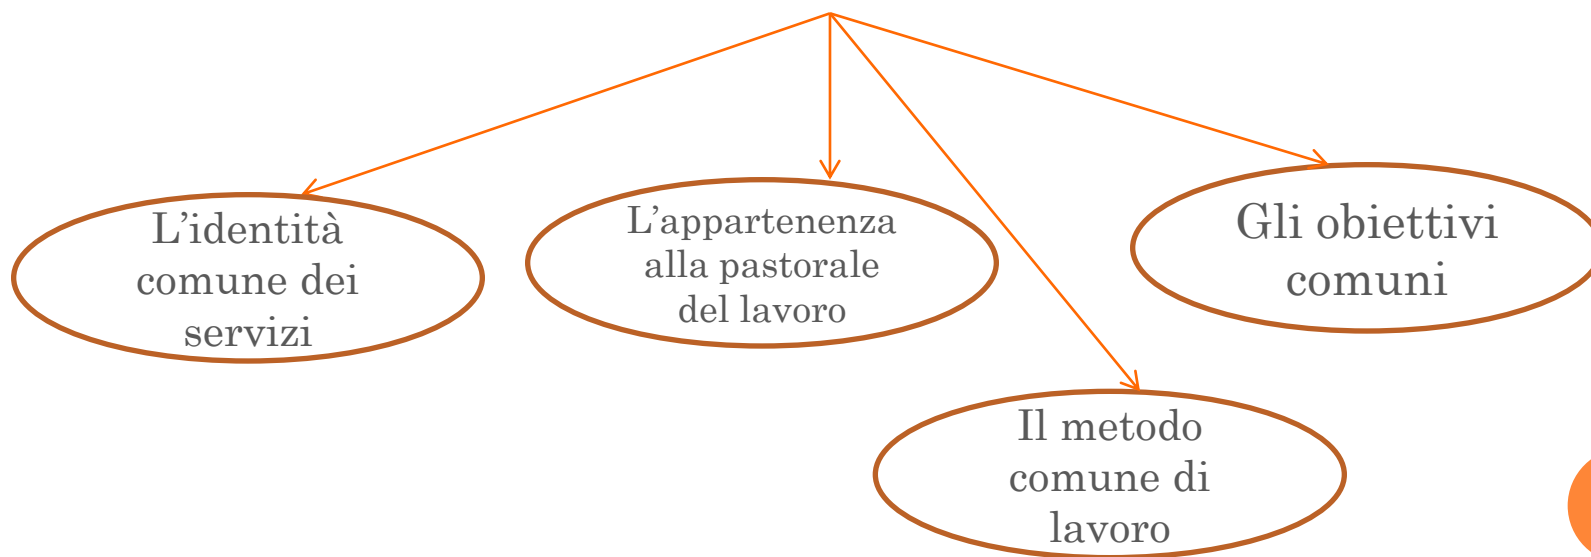 L’identità
comune dei
servizi
L’appartenenza
alla pastorale
del lavoro
Gli obiettivi
comuni
Il metodo
comune di
lavoro